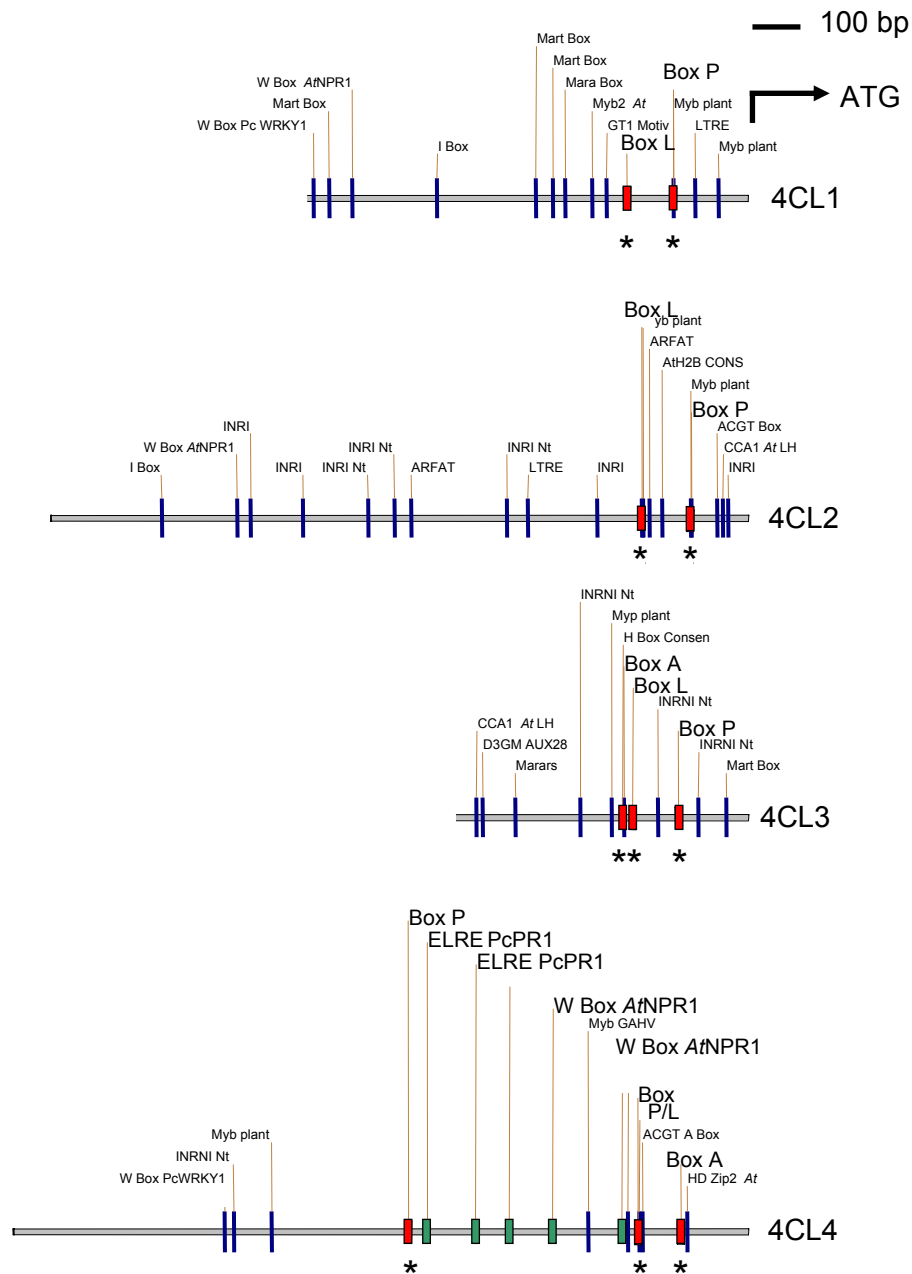 100 bp
Mart Box
Mart Box
W Box AtNPR1
Mara Box
Box P
ATG
Mart Box
Myb2 At
Myb plant
W Box Pc WRKY1
GT1 Motiv
LTRE
I Box
Box L
Myb plant
4CL1
* *
Box L
yb plant
ARFAT
AtH2B CONS
Myb plant
Box P
INRI
ACGT Box
W Box AtNPR1
INRI Nt
INRI Nt
CCA1 At LH
I Box
INRI
INRI Nt
ARFAT
LTRE
INRI
INRI
4CL2
* *
INRNI Nt
Myp plant
H Box Consen
Box A
Box L
INRNI Nt
CCA1 At LH
Box P
D3GM AUX28
INRNI Nt
Marars
Mart Box
4CL3
** *
Box P
ELRE PcPR1
ELRE PcPR1
W Box AtNPR1
Myb GAHV
W Box AtNPR1
Box
P/L
Myb plant
ACGT A Box
INRNI Nt
Box A
W Box PcWRKY1
HD Zip2 At
4CL4
* * *